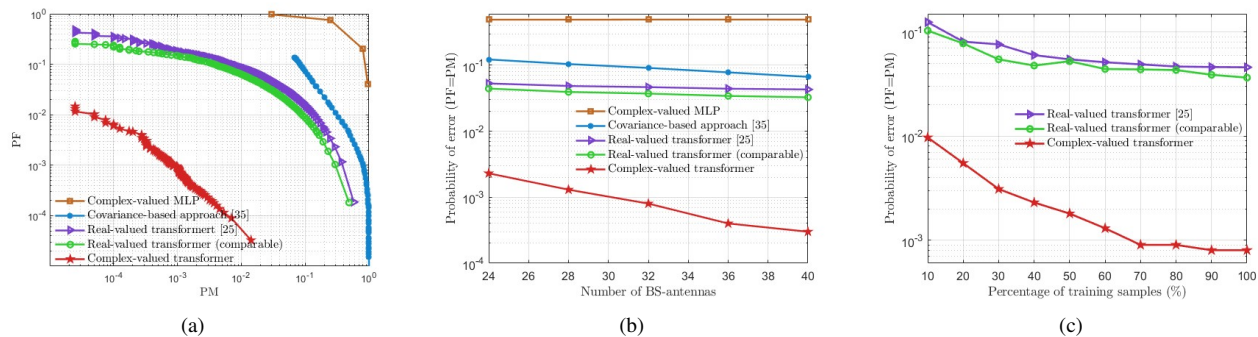 10^0
10^-1
10^-2
10^-3
10^-4
PF
Complex-valued MLP
Covariance-based approach [35]
Real-valued transformert [25]
Real-valued transformer (comparable)
Complex-valued transformer
10^-4 10^-3 10^-2 10^-1 10^0
PM
(a)
10^-1
10^-2
10^-3
10^-4
Probability of error (PF=PM)
Complex-valued MLP
Covariance-based approach [35]
Real-valued transformer [25]
Real-valued transformer (comparable)
Complex-valued transformer
24 28 32 36 40
Number of BS-antennas
(b)
10^-1
10^-2
10^-3
Probability of error (PF=PM)
Real-valued transformer [25]
Real-valued transformer (comparable)
Complex-valued transformer
10 20 30 40 50 60 70 80 90 100
Percentage of training samples (%)
(c)